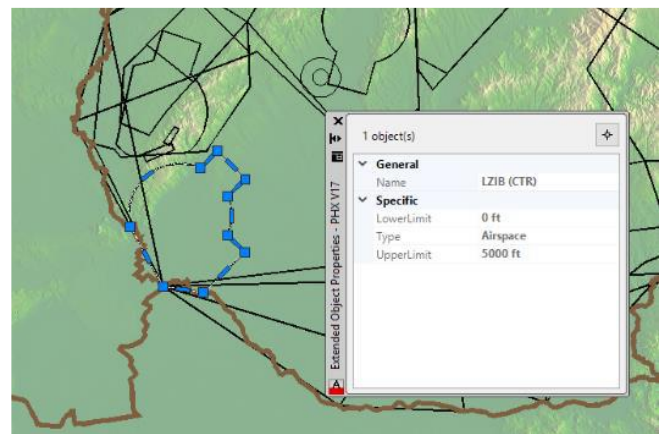 1 object(s)
General
Name LZIB (CTR)
Specific
LowerLimit 0 ft
Type Airspace
UpperLimit 5000 ft
Extended Object Properties - PHX V17
A